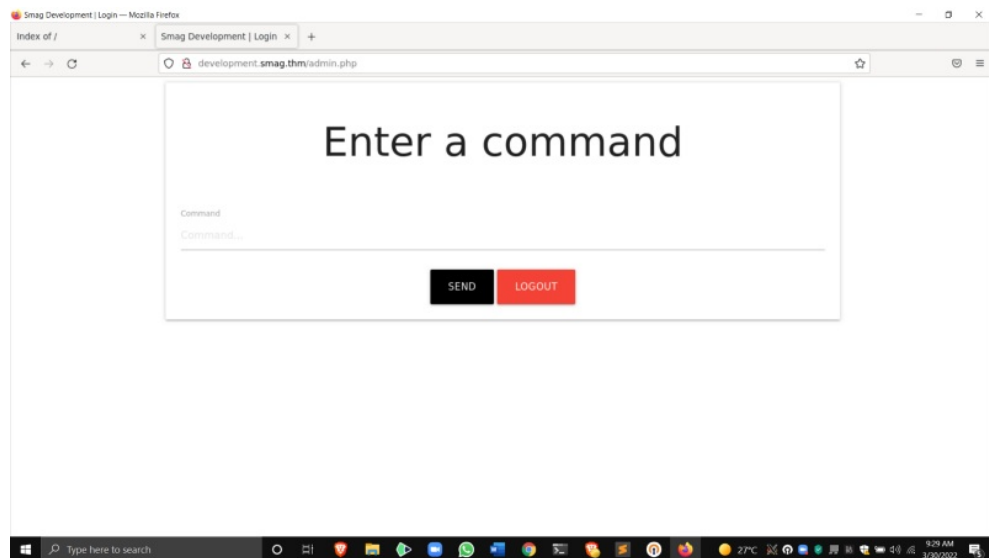 Smag Development | Login — Mozilla Firefox
Index of /
Smag Development | Login
development.smag.thm/admin.php
Enter a command
Command
Command...
SEND
LOGOUT
Type here to search
27°C
9:29 AM
3/30/2022